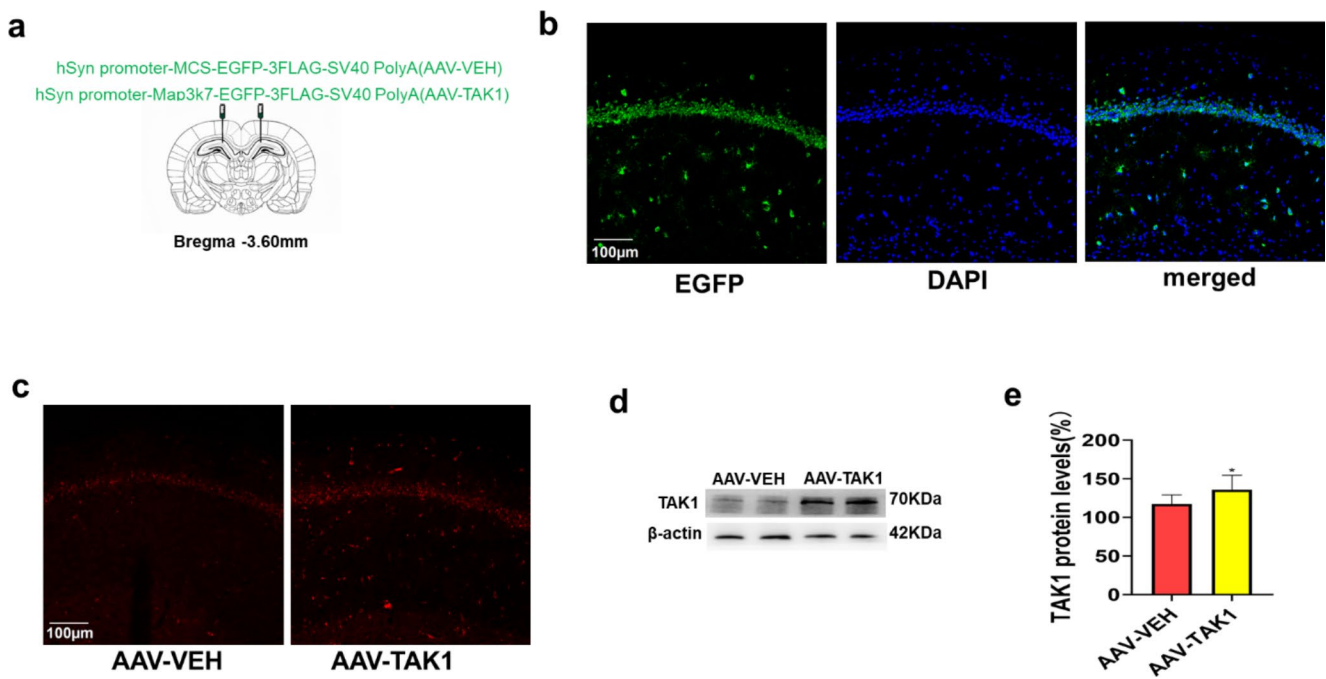 a
hSyn promoter-MCS-EGFP-3FLAG-SV40 PolyA(AAV-VEH)
hSyn promoter-Map3k7-EGFP-3FLAG-SV40 PolyA(AAV-TAK1)
Bregma -3.60mm
b
100μm
EGFP
DAPI
merged
c
100μm
AAV-VEH
AAV-TAK1
d
AAV-VEH AAV-TAK1
TAK1
70KDa
β-actin
42KDa
e
TAK1 protein levels(%)
200
150
100
50
0
*
AAV-VEH
AAV-TAK1